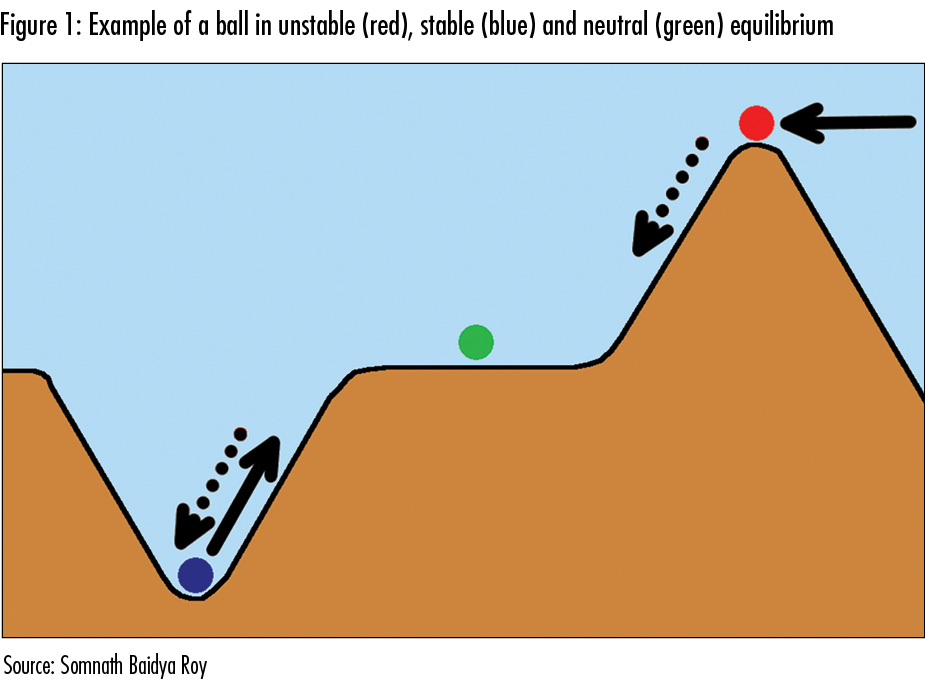 Figure 1: Example of a ball in unstable (red), stable (blue) and neutral (green) equilibrium
Source: Somnath Baidya Roy